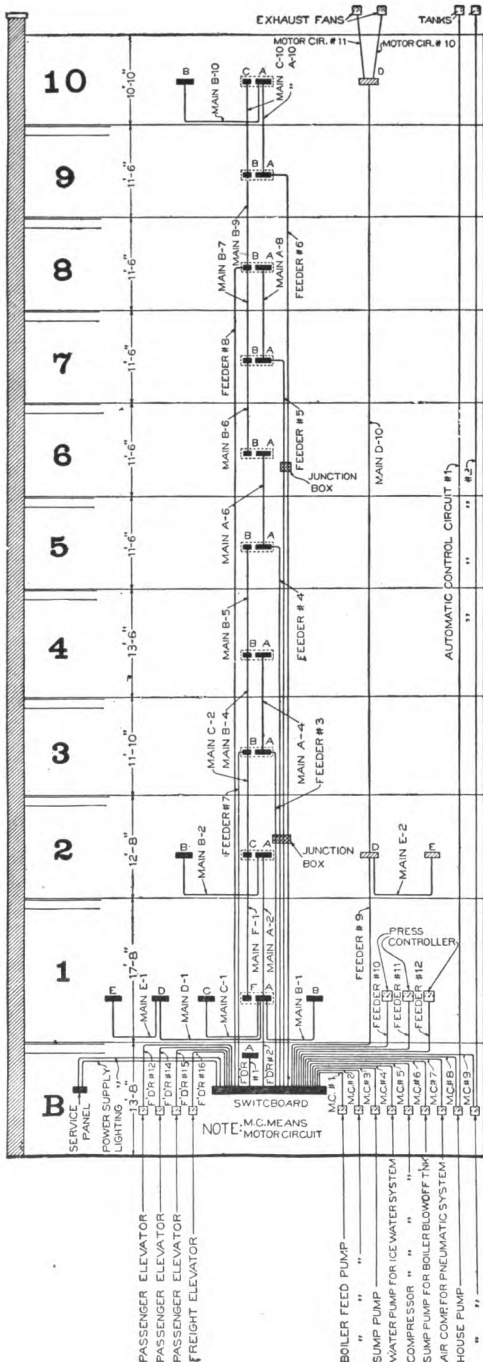 EXHAUST FANS
TANKS
MOTOR CIR. #11
MOTOR CIR. #10
10
10'-10"
B
MAIN B-10
C A
MAIN C-10
" A-10
D
9
11'-6"
B A
8
11'-6"
MAIN B-7
MAIN B-9
B A
MAIN A-8
FEEDER #6
7
11'-6"
FEEDER #8
B A
6
11'-6"
MAIN B-6
B A
FEEDER #5
JUNCTION
BOX
MAIN D-10
AUTOMATIC CONTROL CIRCUIT #1
" " " #2
5
11'-6"
MAIN A-6
B A
4
13'-6"
MAIN B-5
B A
FEEDER #4
3
11'-10"
MAIN C-2
MAIN B-4
B A
MAIN A-4
FEEDER #3
2
12'-8"
B
MAIN B-2
FEEDER #7
C A
JUNCTION
BOX
D
E
MAIN E-2
1
17'-8"
E
MAIN E-1
D
MAIN D-1
C
MAIN C-1
MAIN F-1
MAIN A-2
F A
MAIN B-1
B
FEEDER #9
PRESS
CONTROLLER
FEEDER #10
FEEDER #11
FEEDER #12
B
13'-8"
SERVICE
PANEL
POWER SUPPLY
LIGHTING "
F'D'R #12
F'D'R #14
F'D'R #15
F'D'R #16
A
F'D'R #1
F'D'R #2
SWITCBOARD
NOTE: M.C. MEANS
MOTOR CIRCUIT
M.C. #1
M.C. #2
M.C. #3
M.C. #4
M.C. #5
M.C. #6
M.C. #7
M.C. #8
M.C. #9
PASSENGER ELEVATOR
PASSENGER ELEVATOR
PASSENGER ELEVATOR
FREIGHT ELEVATOR
BOILER FEED PUMP
" " "
SUMP PUMP
WATER PUMP FOR ICE WATER SYSTEM
COMPRESSOR " " " "
SUMP PUMP FOR BOILER BLOWOFF TNK
AIR COMP. FOR PNEUMATIC SYSTEM
HOUSE PUMP
" "